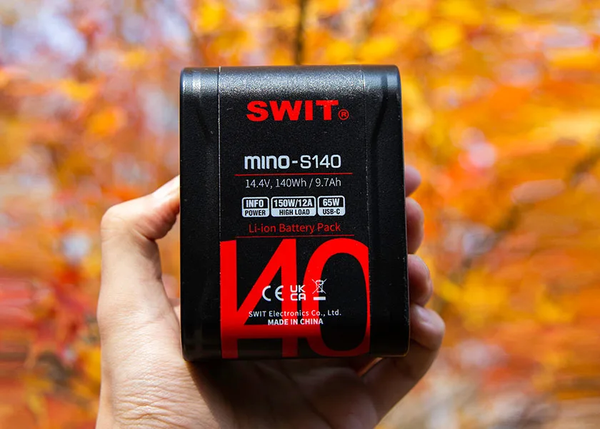 SWIT®
mino-S140
14.4V, 140Wh / 9.7Ah
INFO POWER 150W/12A HIGH LOAD 65W USB-C
Li-ion Battery Pack
140
CE UK CA
SWIT Electronics Co., Ltd.
MADE IN CHINA